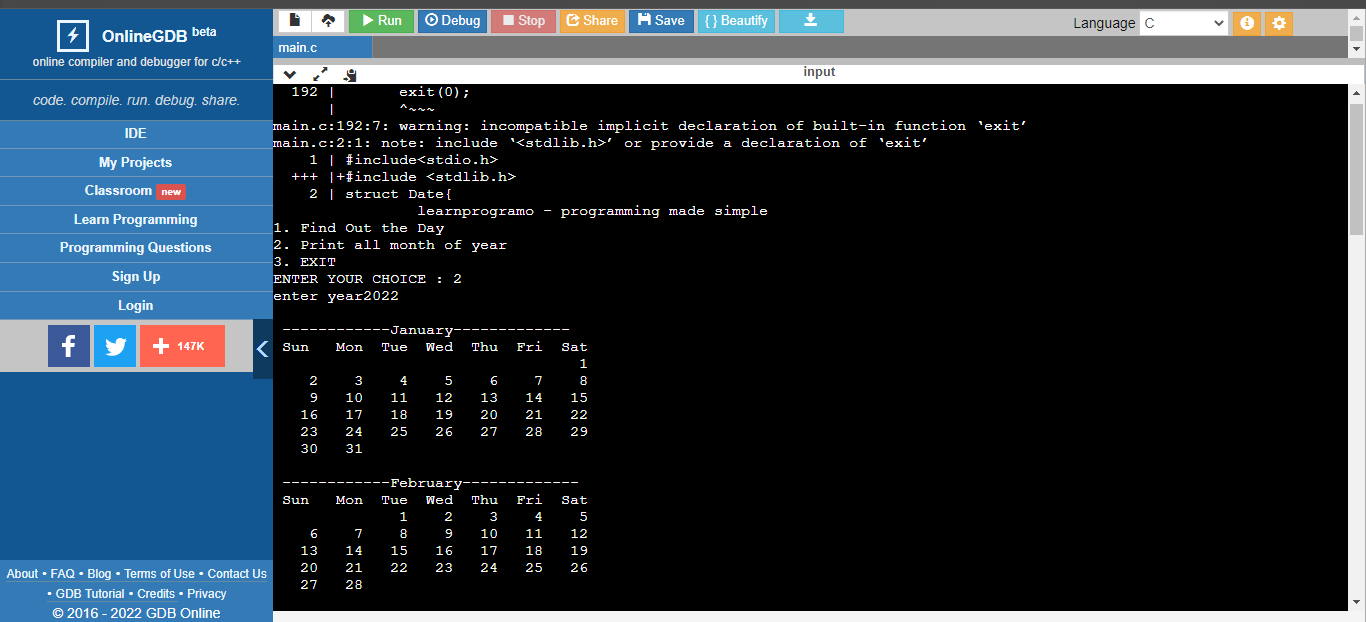 OnlineGDB beta
online compiler and debugger for c/c++
code. compile. run. debug. share.
IDE
My Projects
Classroom new
Learn Programming
Programming Questions
Sign Up
Login
147K
About • FAQ • Blog • Terms of Use • Contact Us
• GDB Tutorial • Credits • Privacy
© 2016 - 2022 GDB Online
Run Debug Stop Share Save { } Beautify Language C
main.c
input
192 |       exit(0);
|       ^~~~
main.c:192:7: warning: incompatible implicit declaration of built-in function ‘exit’
main.c:2:1: note: include ‘<stdlib.h>’ or provide a declaration of ‘exit’
1 | #include<stdio.h>
+++ |+#include <stdlib.h>
2 | struct Date{
learnprogramo - programming made simple
1. Find Out the Day
2. Print all month of year
3. EXIT
ENTER YOUR CHOICE : 2
enter year2022
------------January-------------
Sun Mon Tue Wed Thu Fri Sat
1
2 3 4 5 6 7 8
9 10 11 12 13 14 15
16 17 18 19 20 21 22
23 24 25 26 27 28 29
30 31
------------February-------------
Sun Mon Tue Wed Thu Fri Sat
1 2 3 4 5
6 7 8 9 10 11 12
13 14 15 16 17 18 19
20 21 22 23 24 25 26
27 28